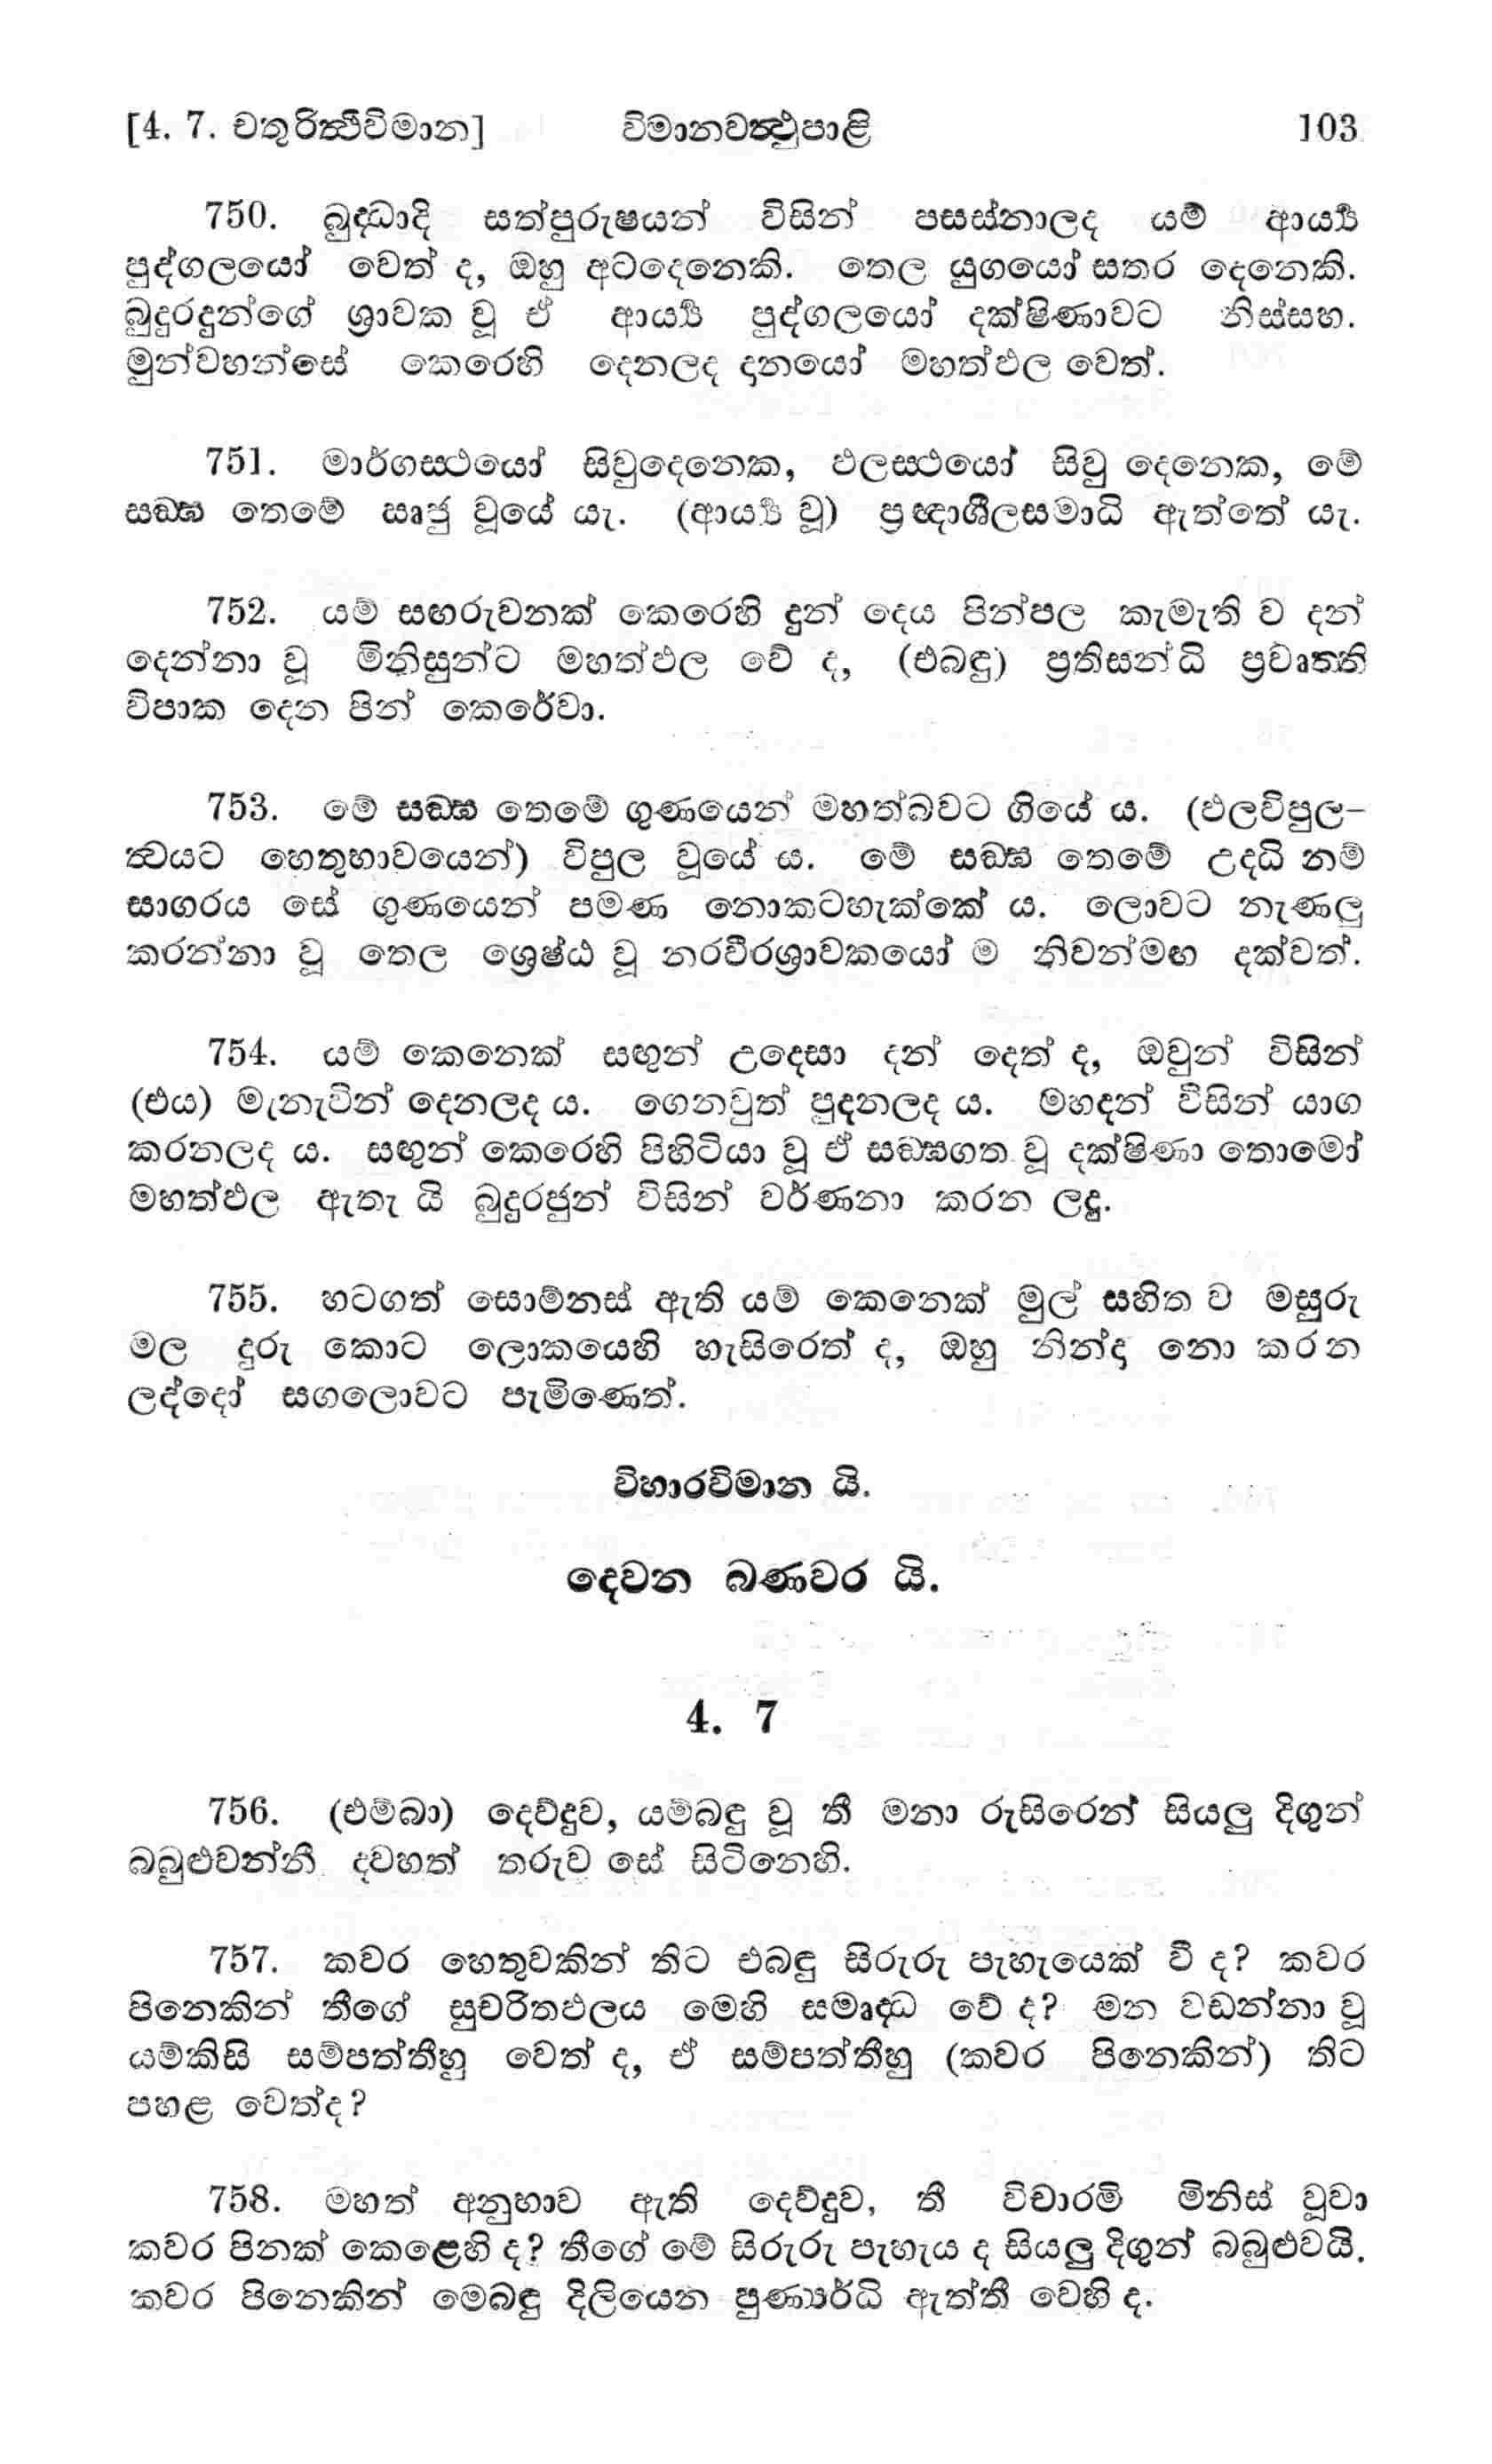 [4. 7. චතුරිත්‍ථිවිමාන] විමානවත්‍ථුපාළි 103
750. බුද්‍ධාදි සත්පුරුෂයන් විසින් පසස්නාලද යම් ආර්‍ය්‍ය
පුද්ගලයෝ වෙත් ද, ඔහු අටදෙනෙකි. තෙල යුගයෝ සතර දෙනෙකි.
බුදුරදුන්ගේ ශ්‍රාවක වූ ඒ ආර්‍ය්‍ය පුද්ගලයෝ දක්ෂිණාවට නිස්සහ.
මුන්වහන්සේ කෙරෙහි දෙනලද දානයෝ මහත්ඵල වෙත්.
751. මාර්ගස්‍ථයෝ සිවුදෙනෙක, ඵලස්‍ථයෝ සිවු දෙනෙක, මේ
සඞ්ඝ තෙමේ ඍජු වූයේ යැ. (ආර්‍ය්‍ය වූ) ප්‍රඥාශීලසමාධි ඇත්තේ යැ.
752. යම් සඟරුවනක් කෙරෙහි දුන් දෙය පින්පල කැමැති ව දන්
දෙන්නා වූ මිනිසුන්ට මහත්ඵල වේ ද, (එබඳු) ප්‍රතිසන්ධි ප්‍රවෘත්ති
විපාක දෙන පින් කෙරේවා.
753. මේ සඞ්ඝ තෙමේ ගුණයෙන් මහත්බවට ගියේ ය. (ඵලවිපුල-
ත්‍වයට හෙතුභාවයෙන්) විපුල වූයේ ය. මේ සඞ්ඝ තෙමේ උදධි නම්
සාගරය සේ ගුණයෙන් පමණ නොකටහැක්කේ ය. ලොවට නැණලු
කරන්නා වූ තෙල ශ්‍රෙෂ්ඨ වූ නරවීරශ්‍රාවකයෝ ම නිවන්මඟ දක්වත්.
754. යම් කෙනෙක් සඟුන් උදෙසා දන් දෙත් ද, ඔවුන් විසින්
(එය) මැනැවින් දෙනලද ය. ගෙනවුත් පුදනලද ය. මහදන් විසින් යාග
කරනලද ය. සඟුන් කෙරෙහි පිහිටියා වූ ඒ සඞ්ඝගත වූ දක්ෂිණා තොමෝ
මහත්ඵල ඇතැ යි බුදුරජුන් විසින් වර්ණනා කරන ලදු.
755. හටගත් සොම්නස් ඇති යම් කෙනෙක් මුල් සහිත ව මසුරු
මල දුරු කොට ලොකයෙහි හැසිරෙත් ද, ඔහු නින්දා නො කරන
ලද්දෝ සගලොවට පැමිණෙත්.
විහාරවිමාන යි.
දෙවන බණවර යි.
4. 7
756. (එම්බා) දෙව්දුව, යම්බඳු වූ තී මනා රුසිරෙන් සියලු දිගුන්
බබුළුවන්නී දවහත් තරුව සේ සිටිනෙහි.
757. කවර හෙතුවකින් තිට එබඳු සිරුරු පැහැයෙක් වී ද? කවර
පිනෙකින් තීගේ සුචරිතඵලය මෙහි සමෘද්‍ධ වේ ද? මන වඩන්නා වූ
යම්කිසි සම්පත්තීහු වෙත් ද, ඒ සම්පත්තීහු (කවර පිනෙකින්) තිට
පහළ වෙත්ද?
758. මහත් අනුභාව ඇති දෙව්දුව, තී විචාරමි මිනිස් වූවා
කවර පිනක් කෙළෙහි ද? තීගේ මේ සිරුරු පැහැය ද සියලු දිගුන් බබුළුවයි.
කවර පිනෙකින් මෙබඳු දිලියෙන පුණ්‍යර්ධි ඇත්තී වෙහි ද.